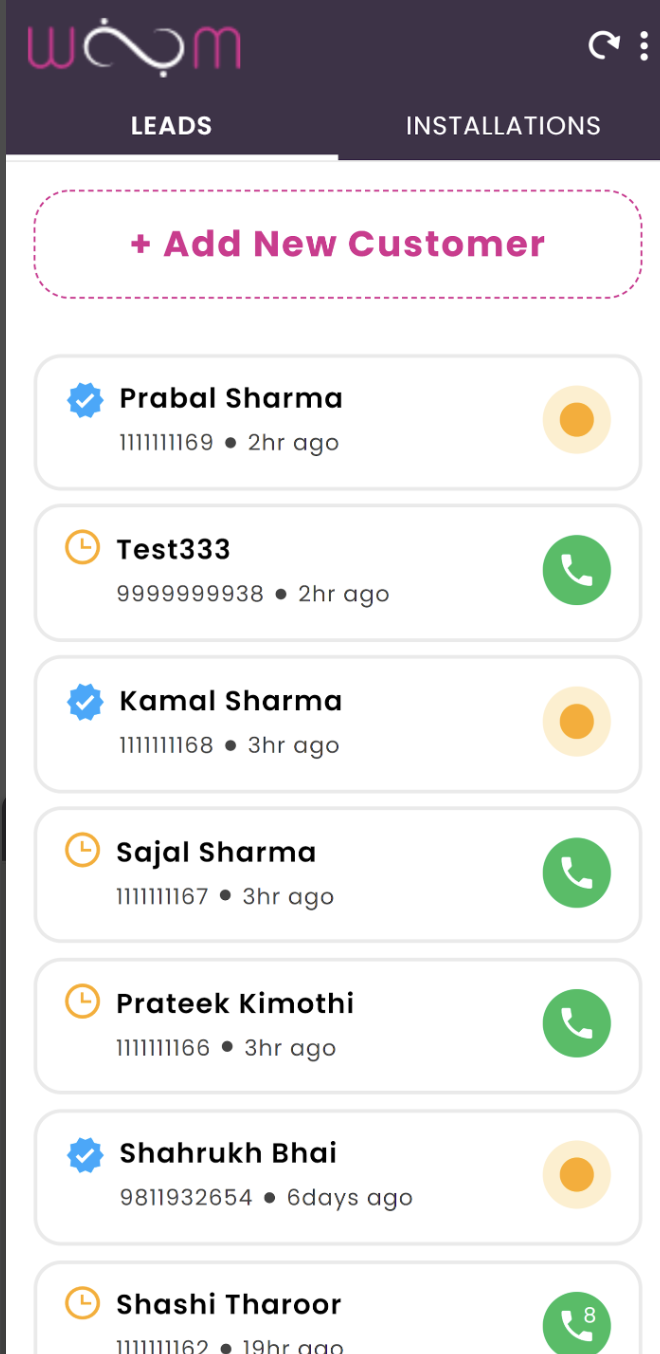 wiom
LEADS
INSTALLATIONS
+ Add New Customer
Prabal Sharma
1111111169 ● 2hr ago
Test333
9999999938 ● 2hr ago
Kamal Sharma
1111111168 ● 3hr ago
Sajal Sharma
1111111167 ● 3hr ago
Prateek Kimothi
1111111166 ● 3hr ago
Shahrukh Bhai
9811932654 ● 6days ago
Shashi Tharoor
8
1111111162 ● 19hr ago